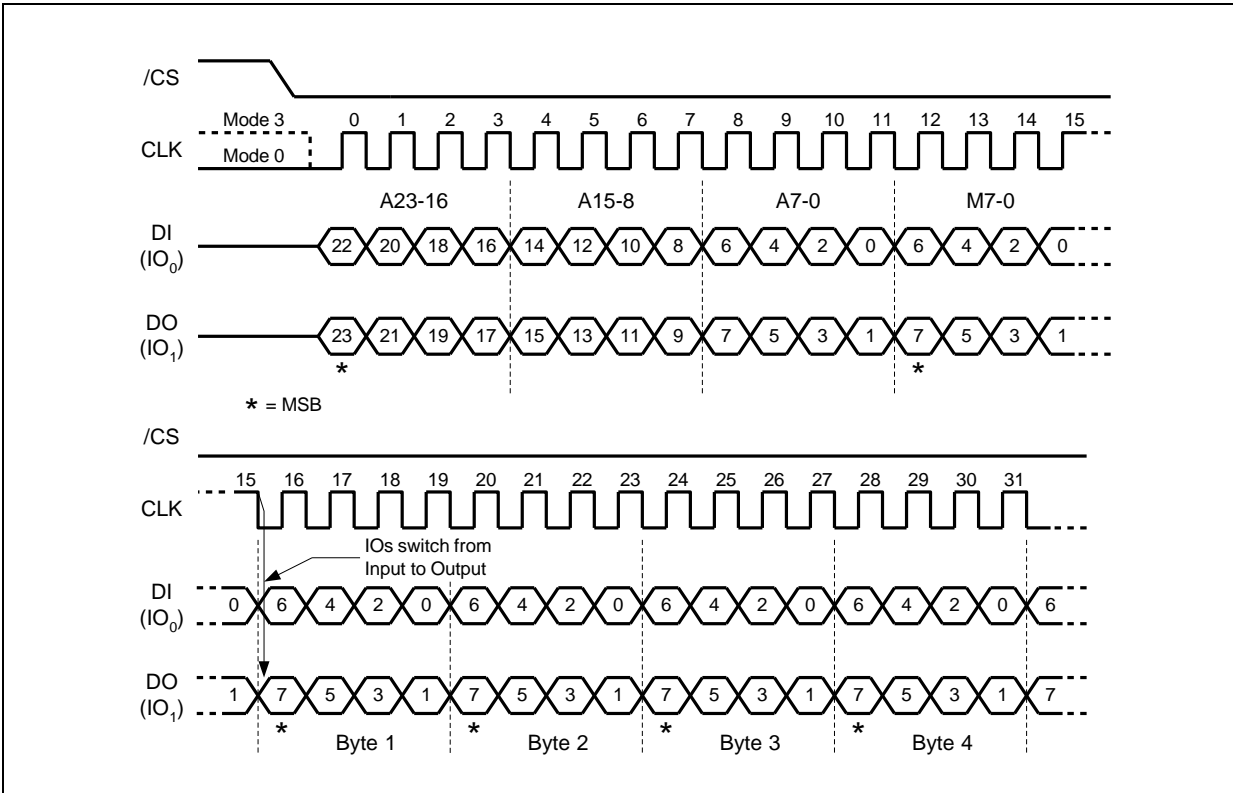 /CS
Mode 3 0 1 2 3 4 5 6 7 8 9 10 11 12 13 14 15
CLK Mode 0
A23-16 A15-8 A7-0 M7-0
DI
(IO0) 22 20 18 16 14 12 10 8 6 4 2 0 6 4 2 0
DO
(IO1) 23 21 19 17 15 13 11 9 7 5 3 1 7 5 3 1
* *
* = MSB
/CS
15 16 17 18 19 20 21 22 23 24 25 26 27 28 29 30 31
CLK
IOs switch from
Input to Output
DI
(IO0) 0 6 4 2 0 6 4 2 0 6 4 2 0 6 4 2 0 6
DO
(IO1) 1 7 5 3 1 7 5 3 1 7 5 3 1 7 5 3 1 7
* * * *
Byte 1 Byte 2 Byte 3 Byte 4